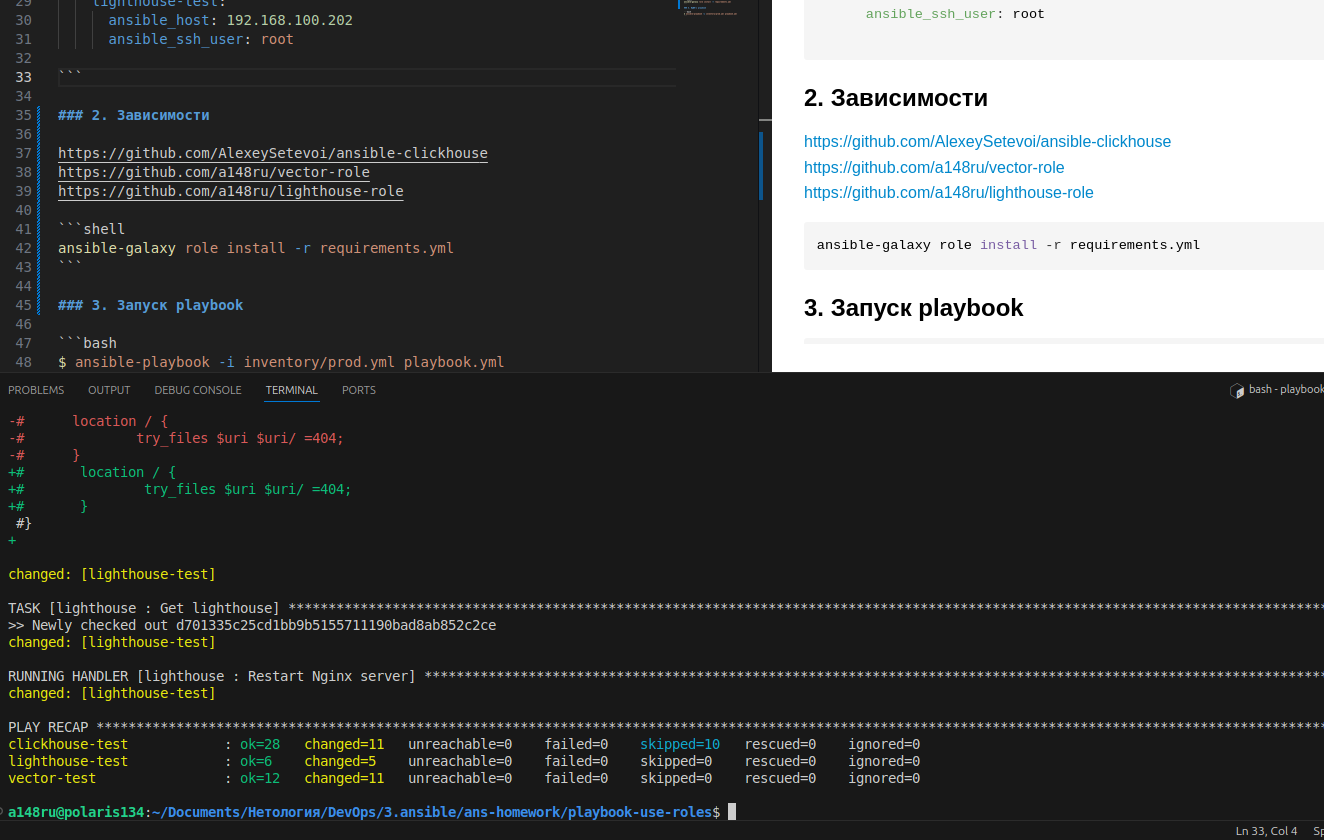 29 lighthouse-test:
30 ansible_host: 192.168.100.202
31 ansible_ssh_user: root
32
33 ```
34
35 ### 2. Зависимости
36
37 https://github.com/AlexeySetevoi/ansible-clickhouse
38 https://github.com/a148ru/vector-role
39 https://github.com/a148ru/lighthouse-role
40
41 ```shell
42 ansible-galaxy role install -r requirements.yml
43 ```
44
45 ### 3. Запуск playbook
46
47 ```bash
48 $ ansible-playbook -i inventory/prod.yml playbook.yml
ansible_ssh_user: root
2. Зависимости
https://github.com/AlexeySetevoi/ansible-clickhouse
https://github.com/a148ru/vector-role
https://github.com/a148ru/lighthouse-role
ansible-galaxy role install -r requirements.yml
3. Запуск playbook
PROBLEMS OUTPUT DEBUG CONSOLE TERMINAL PORTS
bash - playbook
-# location / {
-# try_files $uri $uri/ =404;
-# }
+# location / {
+# try_files $uri $uri/ =404;
+# }
#}
+
changed: [lighthouse-test]
TASK [lighthouse : Get lighthouse] *********************************************************************************************************************************
>> Newly checked out d701335c25cd1bb9b5155711190bad8ab852c2ce
changed: [lighthouse-test]
RUNNING HANDLER [lighthouse : Restart Nginx server] ****************************************************************************************************************
changed: [lighthouse-test]
PLAY RECAP *********************************************************************************************************************************************************
clickhouse-test : ok=28 changed=11 unreachable=0 failed=0 skipped=10 rescued=0 ignored=0
lighthouse-test : ok=6 changed=5 unreachable=0 failed=0 skipped=0 rescued=0 ignored=0
vector-test : ok=12 changed=11 unreachable=0 failed=0 skipped=0 rescued=0 ignored=0
a148ru@polaris134:~/Documents/Нетология/DevOps/3.ansible/ans-homework/playbook-use-roles$
Ln 33, Col 4 Sp